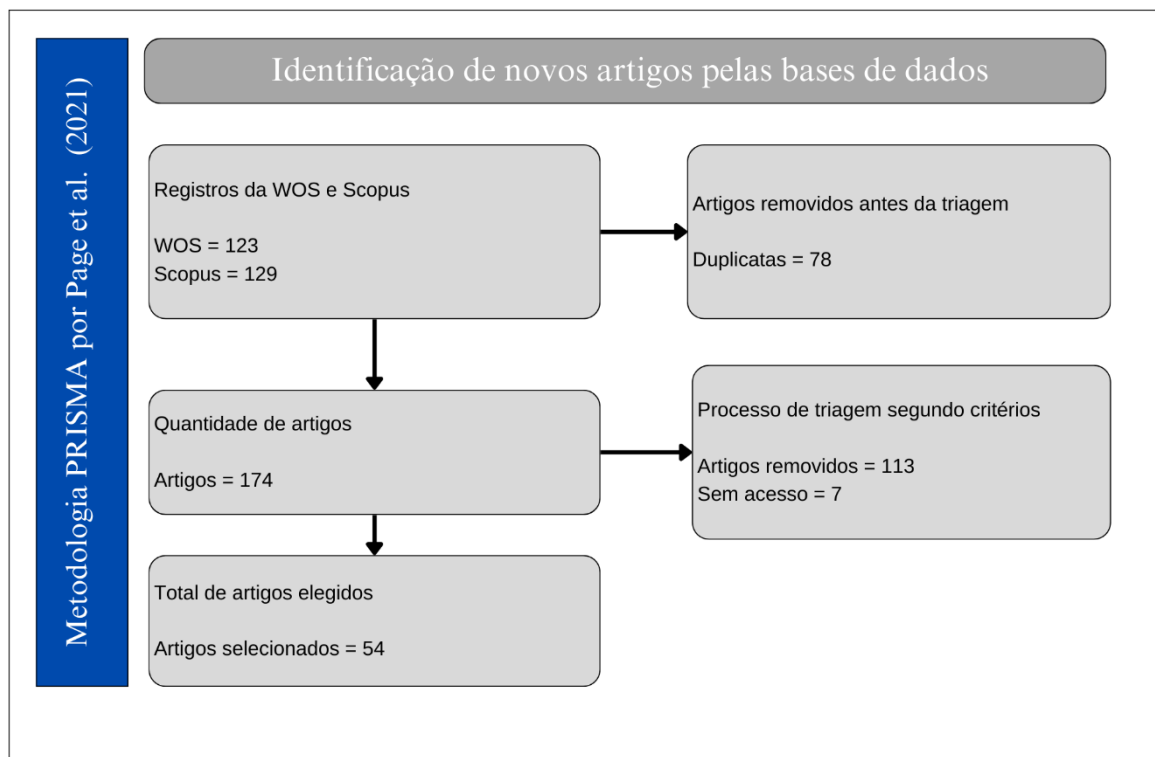 Metodologia PRISMA por Page et al. (2021)
Identificação de novos artigos pelas bases de dados
Registros da WOS e Scopus
WOS = 123
Scopus = 129
Artigos removidos antes da triagem
Duplicatas = 78
Quantidade de artigos
Artigos = 174
Processo de triagem segundo critérios
Artigos removidos = 113
Sem acesso = 7
Total de artigos elegidos
Artigos selecionados = 54